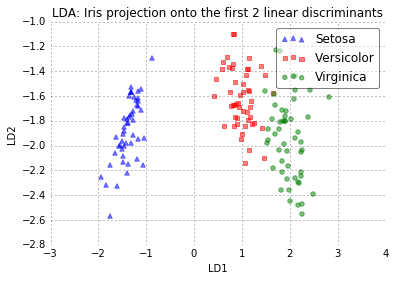 LDA: Iris projection onto the first 2 linear discriminants
−1.0
−1.2
−1.4
−1.6
−1.8
−2.0
−2.2
−2.4
−2.6
−2.8
LD2
Setosa
Versicolor
Virginica
−3 −2 −1 0 1 2 3 4
LD1